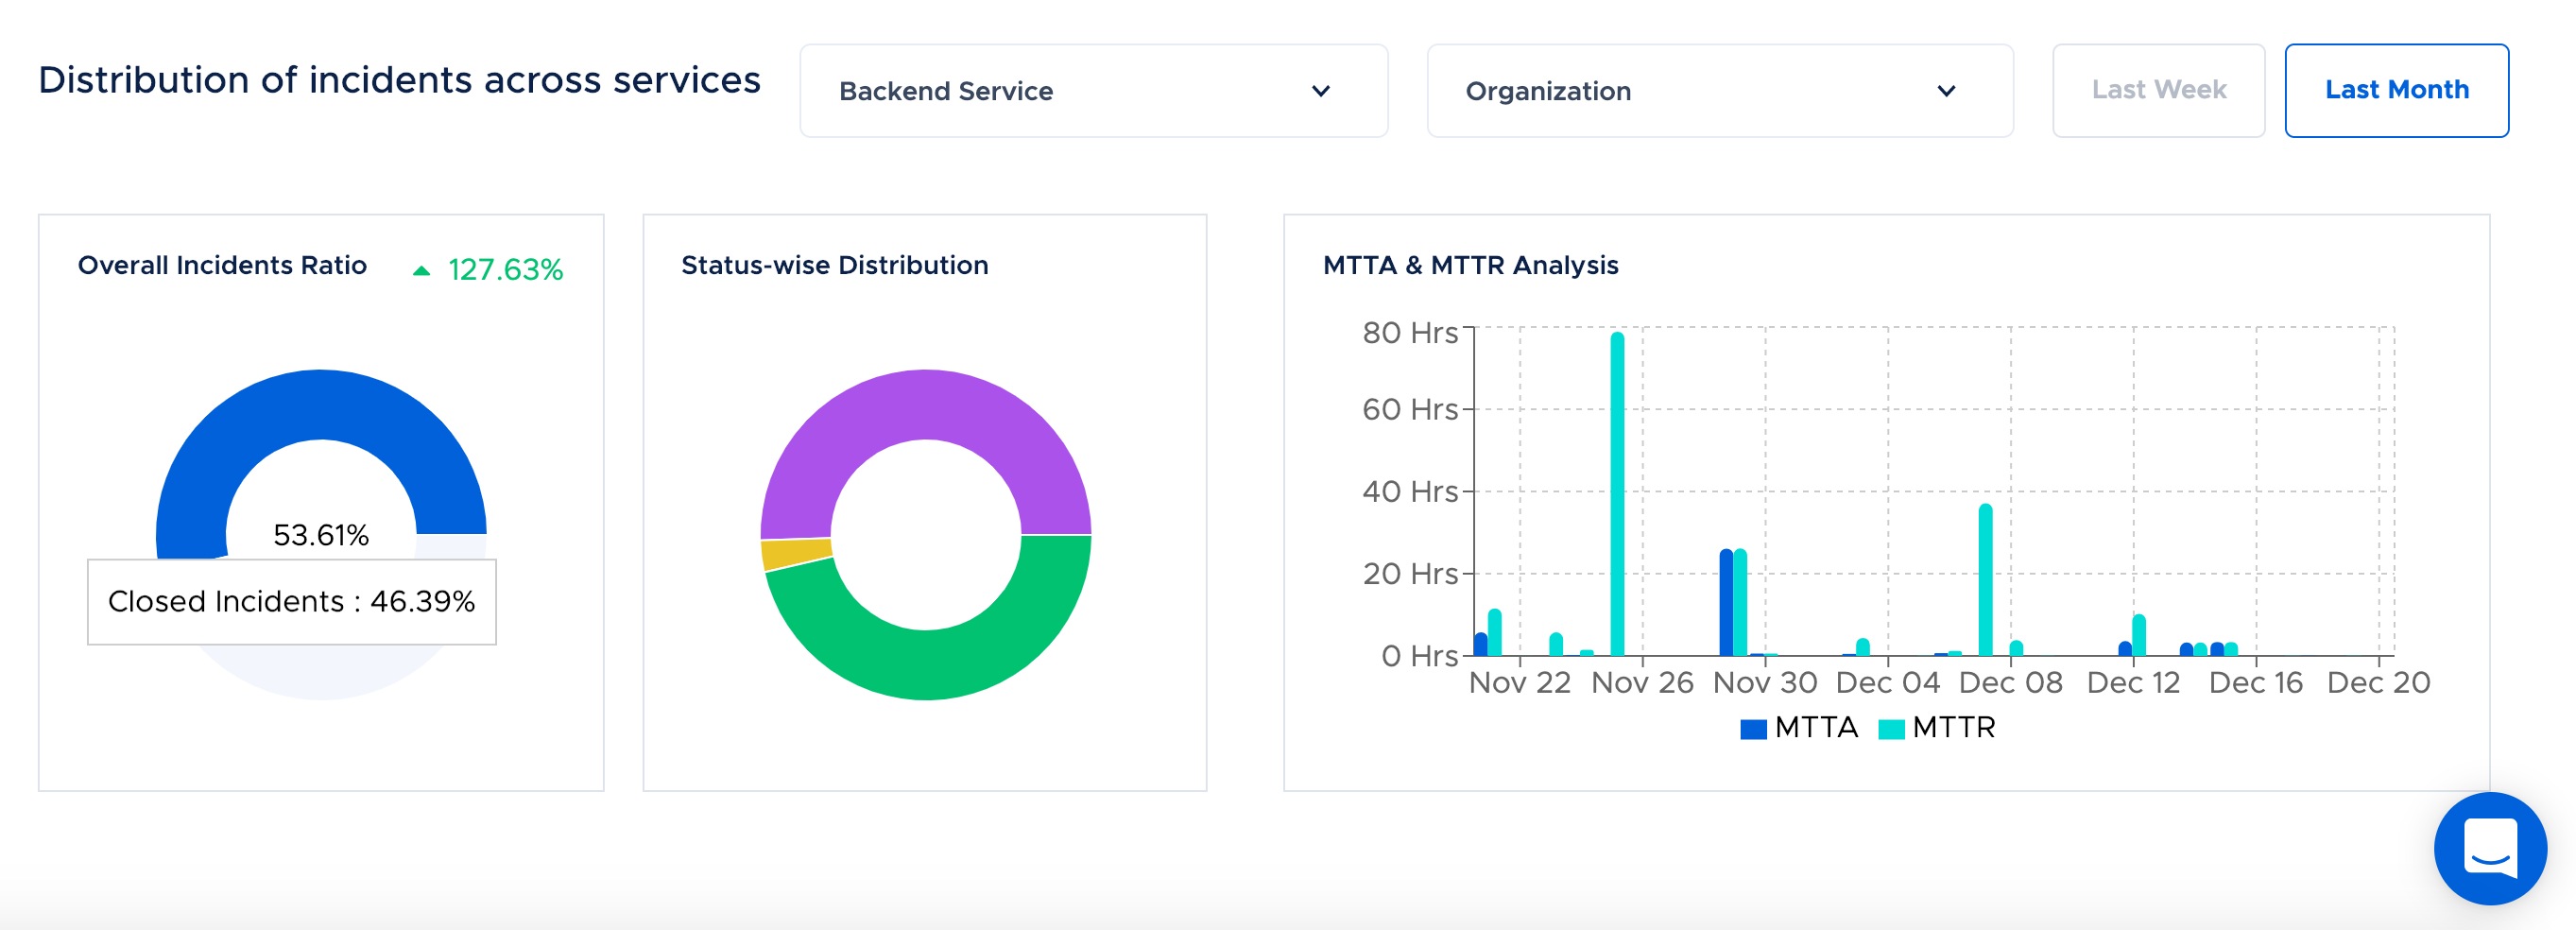 Distribution of incidents across services
Backend Service
Organization
Last Week
Last Month
Overall Incidents Ratio
127.63%
53.61%
Closed Incidents : 46.39%
Status-wise Distribution
MTTA & MTTR Analysis
80 Hrs
60 Hrs
40 Hrs
20 Hrs
0 Hrs
Nov 22 Nov 26 Nov 30 Dec 04 Dec 08 Dec 12 Dec 16 Dec 20
MTTA MTTR